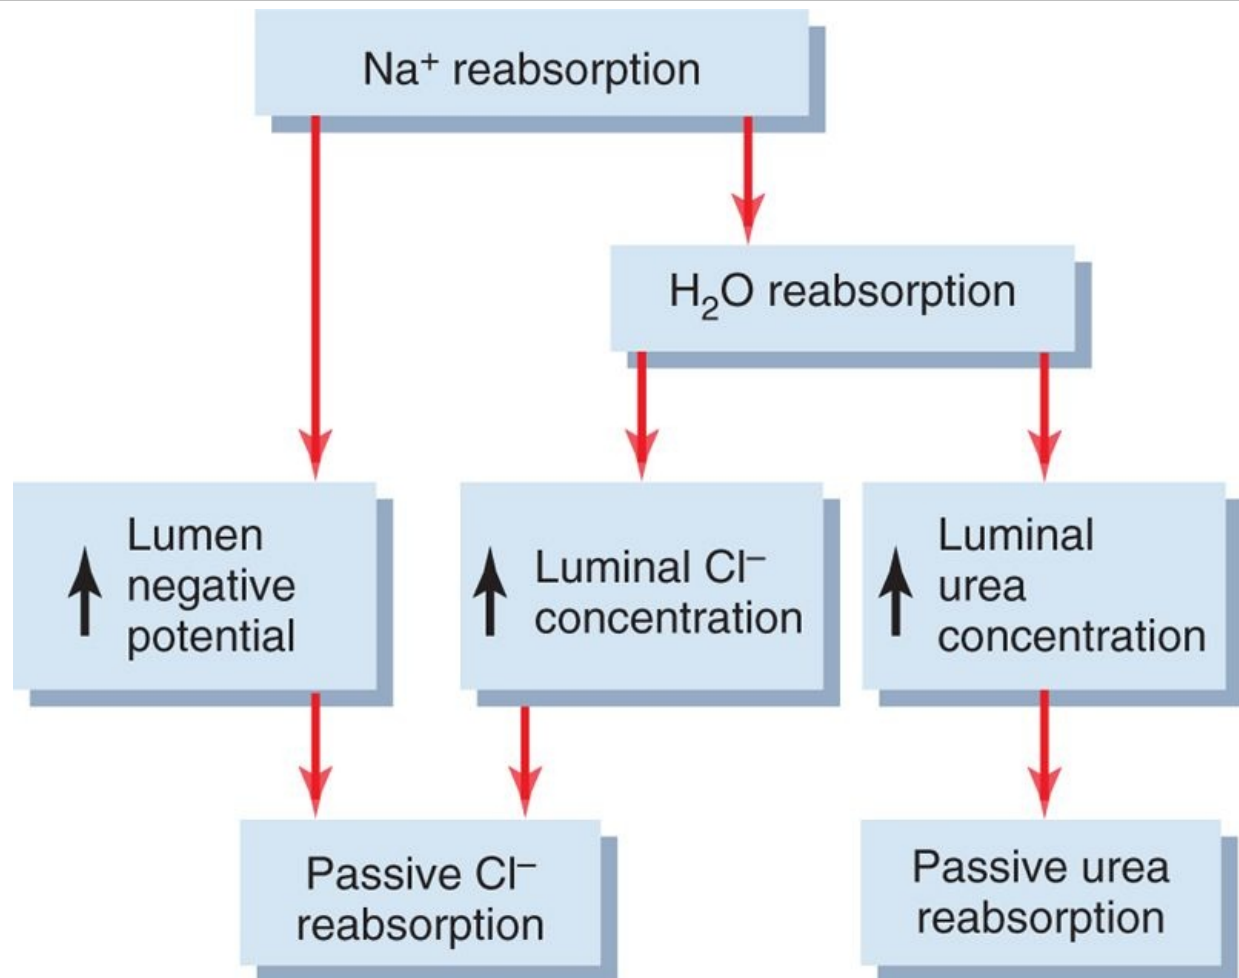 Na⁺ reabsorption
H₂O reabsorption
Lumen
negative
potential
Luminal Cl⁻
concentration
Luminal
urea
concentration
Passive Cl⁻
reabsorption
Passive urea
reabsorption